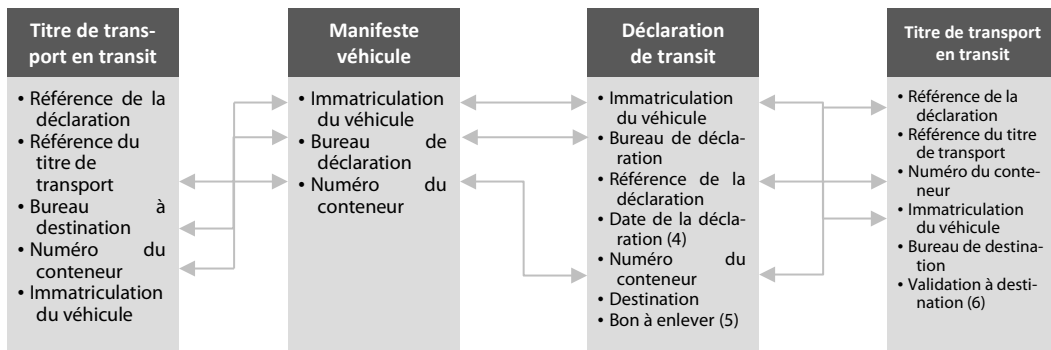 Titre de trans-
port en transit
• Référence de la
déclaration
• Référence du
titre de
transport
• Bureau à
destination
• Numéro du
conteneur
• Immatriculation
du véhicule
Manifeste
véhicule
• Immatriculation
du véhicule
• Bureau de
déclaration
• Numéro du
conteneur
Déclaration
de transit
• Immatriculation
du véhicule
• Bureau de décla-
ration
• Référence de la
déclaration
• Date de la décla-
ration (4)
• Numéro du
conteneur
• Destination
• Bon à enlever (5)
Titre de transport
en transit
• Référence de la
déclaration
• Référence du titre
de transport
• Numéro du conte-
neur
• Immatriculation
du véhicule
• Bureau de destina-
tion
• Validation à desti-
nation (6)